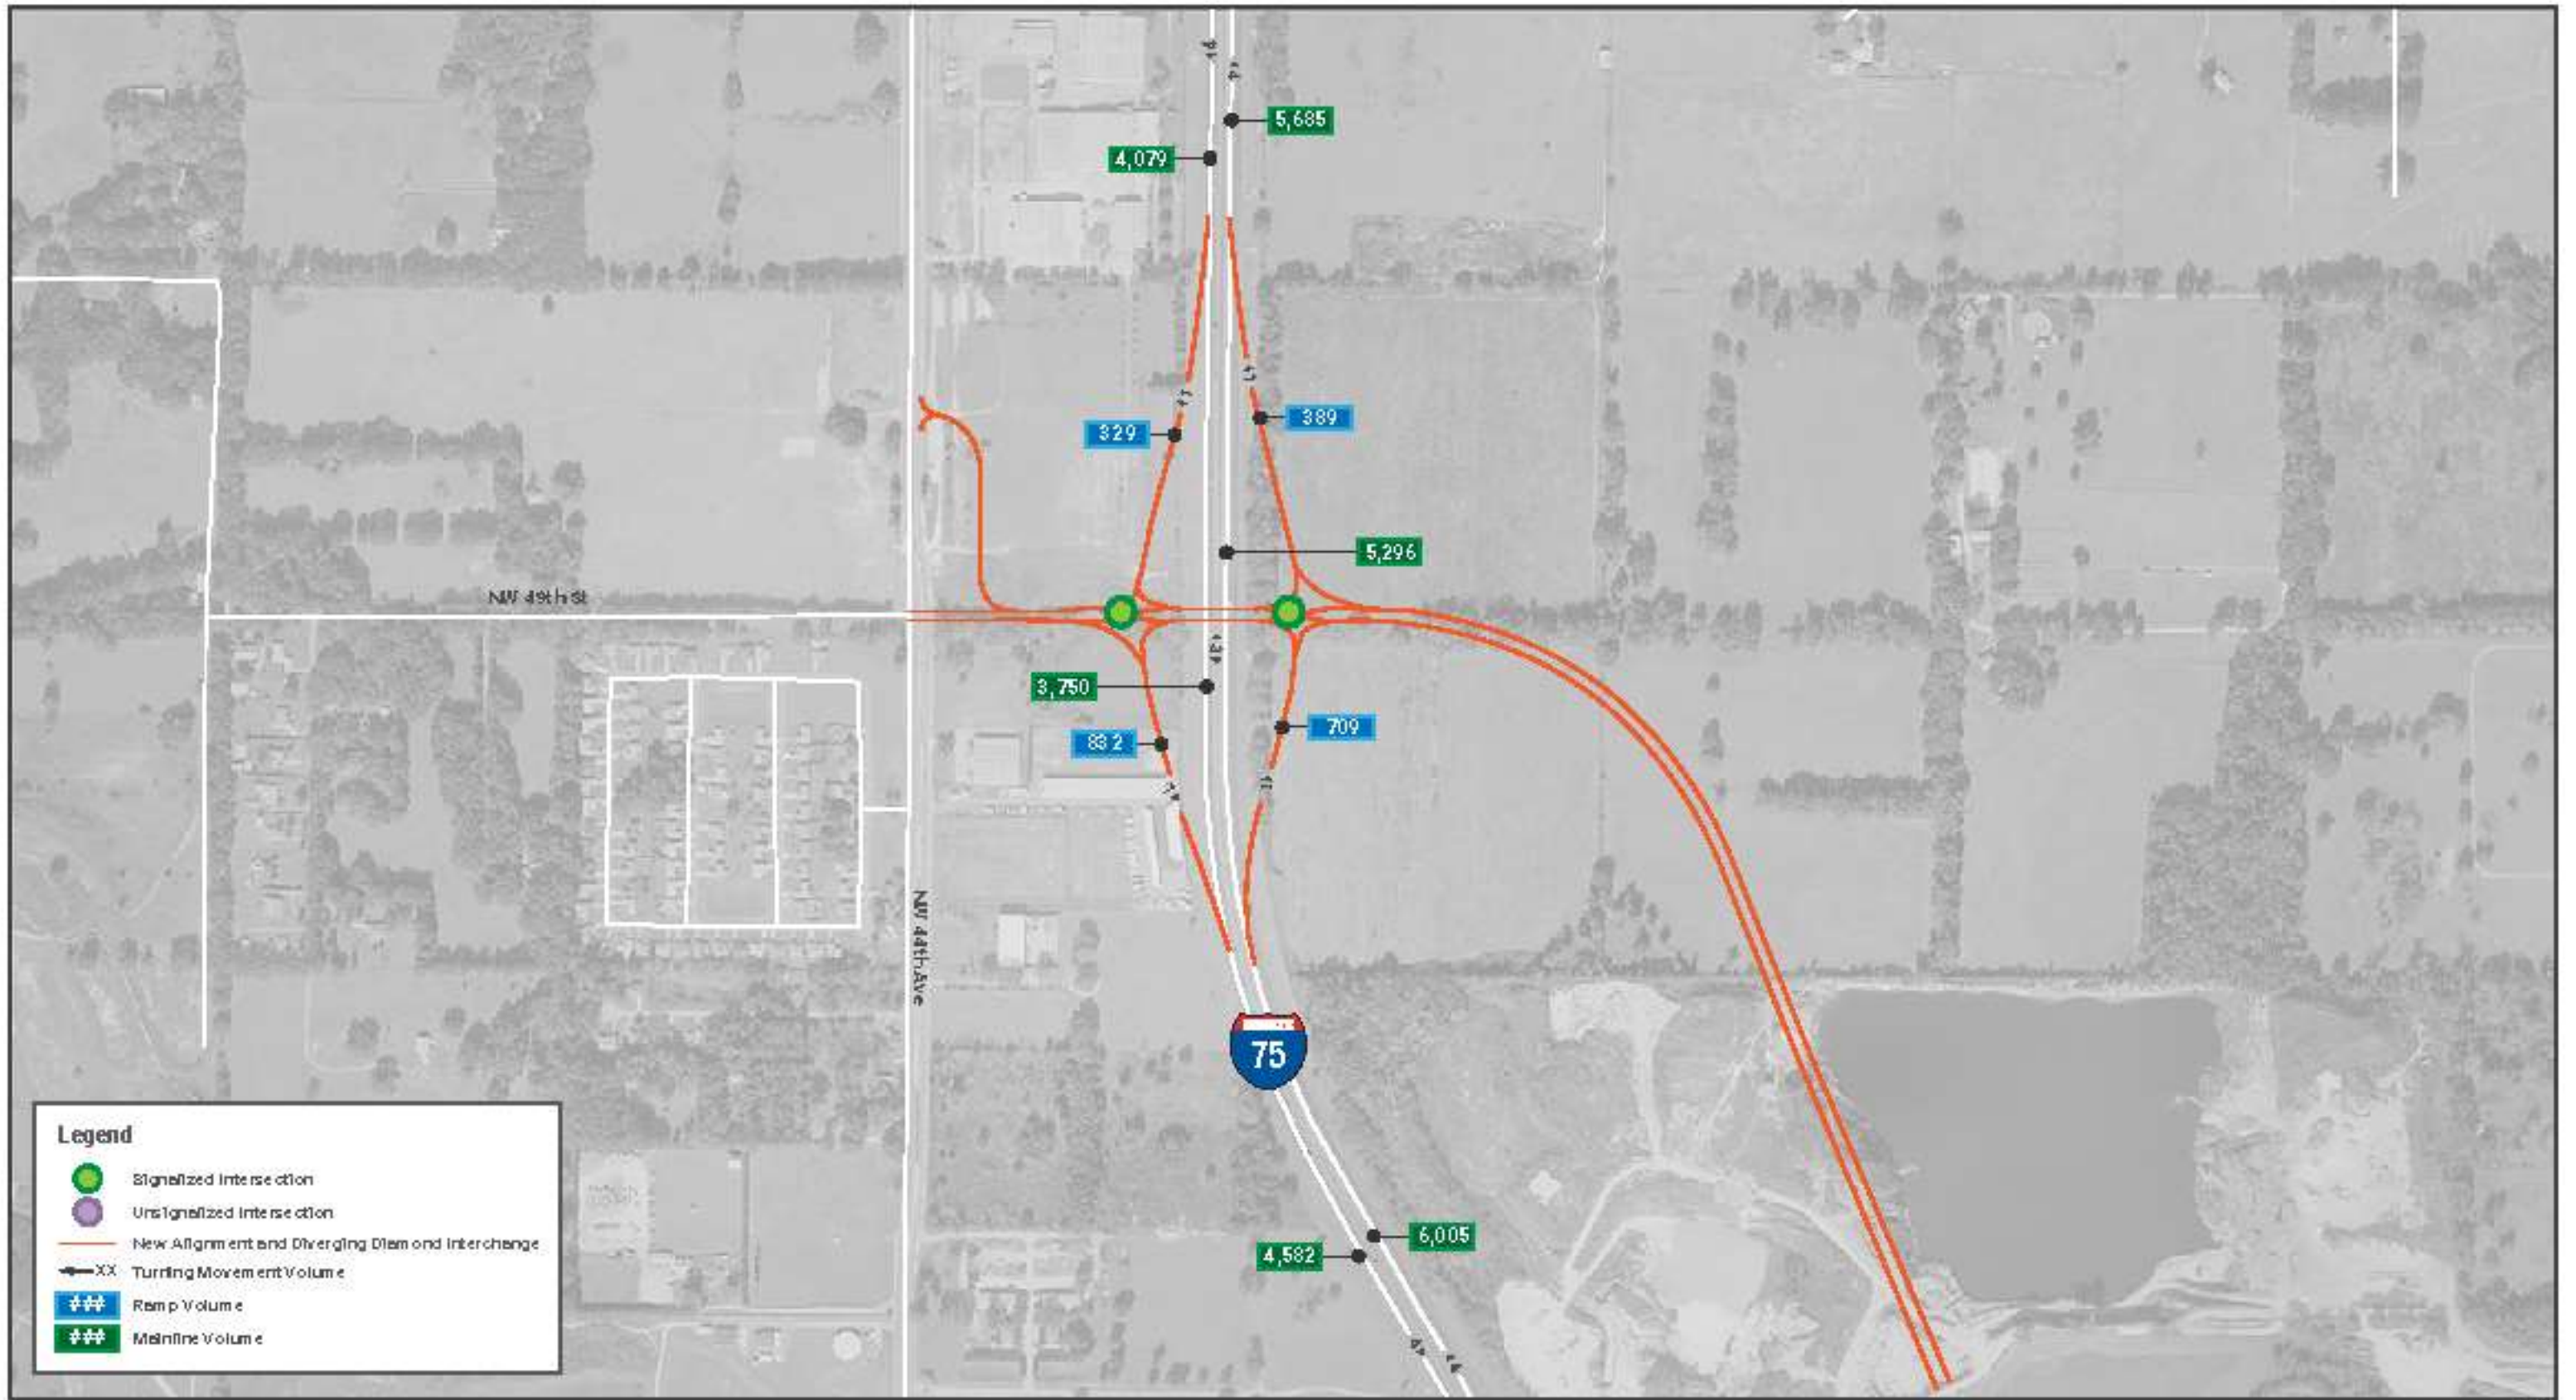 5,685
4,079
389
329
5,296
NW 49th St
3,750
709
832
NW 44th Ave
75
6,005
4,582
Legend
Signalized Intersection
Unsignalized Intersection
New Alignment and Diverging Diamond Interchange
XX Turning Movement Volume
### Ramp Volume
### Mainline Volume